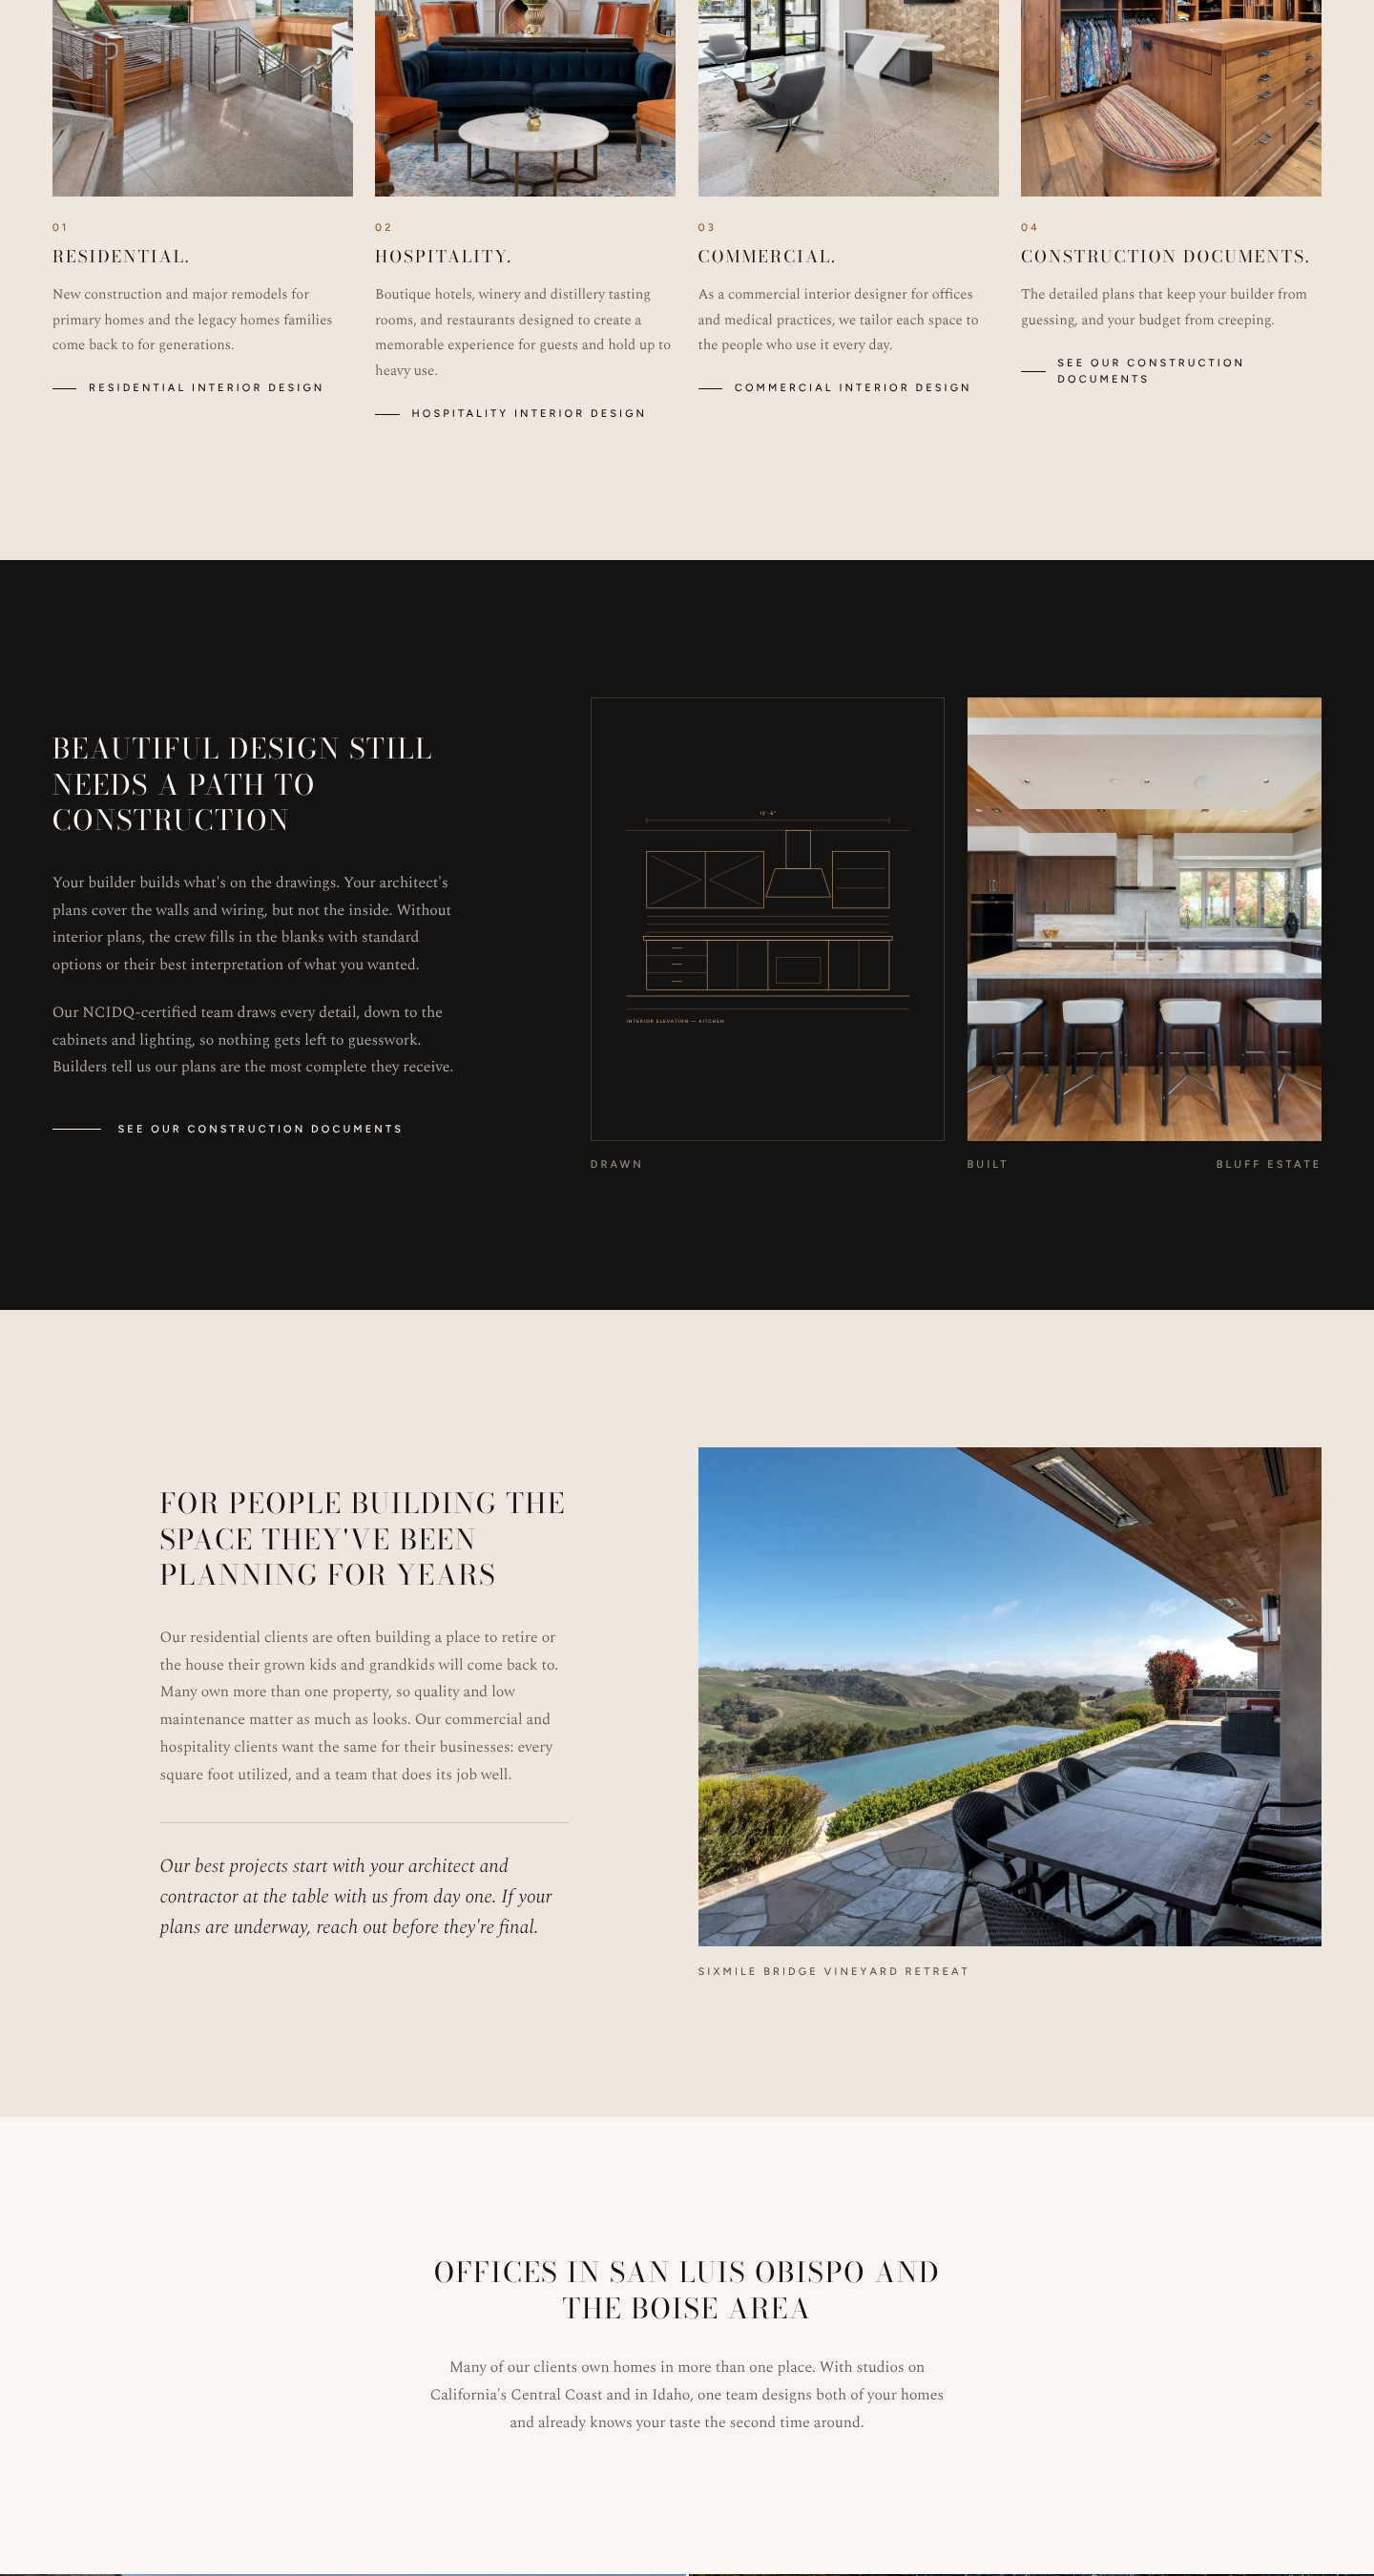 01
RESIDENTIAL.
New construction and major remodels for
primary homes and the legacy homes families
come back to for generations.
RESIDENTIAL INTERIOR DESIGN
02
HOSPITALITY.
Boutique hotels, winery and distillery tasting
rooms, and restaurants designed to create a
memorable experience for guests and hold up to
heavy use.
HOSPITALITY INTERIOR DESIGN
03
COMMERCIAL.
As a commercial interior designer for offices
and medical practices, we tailor each space to
the people who use it every day.
COMMERCIAL INTERIOR DESIGN
04
CONSTRUCTION DOCUMENTS.
The detailed plans that keep your builder from
guessing, and your budget from creeping.
SEE OUR CONSTRUCTION
DOCUMENTS
BEAUTIFUL DESIGN STILL
NEEDS A PATH TO
CONSTRUCTION
Your builder builds what's on the drawings. Your architect's
plans cover the walls and wiring, but not the inside. Without
interior plans, the crew fills in the blanks with standard
options or their best interpretation of what you wanted.
Our NCIDQ-certified team draws every detail, down to the
cabinets and lighting, so nothing gets left to guesswork.
Builders tell us our plans are the most complete they receive.
SEE OUR CONSTRUCTION DOCUMENTS
12'-6"
INTERIOR ELEVATION — KITCHEN
DRAWN
BUILT
BLUFF ESTATE
FOR PEOPLE BUILDING THE
SPACE THEY'VE BEEN
PLANNING FOR YEARS
Our residential clients are often building a place to retire or
the house their grown kids and grandkids will come back to.
Many own more than one property, so quality and low
maintenance matter as much as looks. Our commercial and
hospitality clients want the same for their businesses: every
square foot utilized, and a team that does its job well.
Our best projects start with your architect and
contractor at the table with us from day one. If your
plans are underway, reach out before they're final.
SIXMILE BRIDGE VINEYARD RETREAT
OFFICES IN SAN LUIS OBISPO AND
THE BOISE AREA
Many of our clients own homes in more than one place. With studios on
California's Central Coast and in Idaho, one team designs both of your homes
and already knows your taste the second time around.